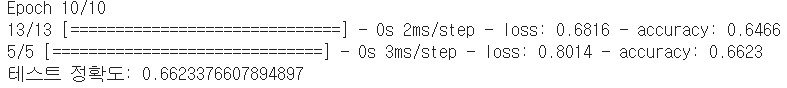 Epoch 10/10
13/13 [==============================] - 0s 2ms/step - loss: 0.6816 - accuracy: 0.6466
5/5 [==============================] - 0s 3ms/step - loss: 0.8014 - accuracy: 0.6623
테스트 정확도: 0.6623376607894897